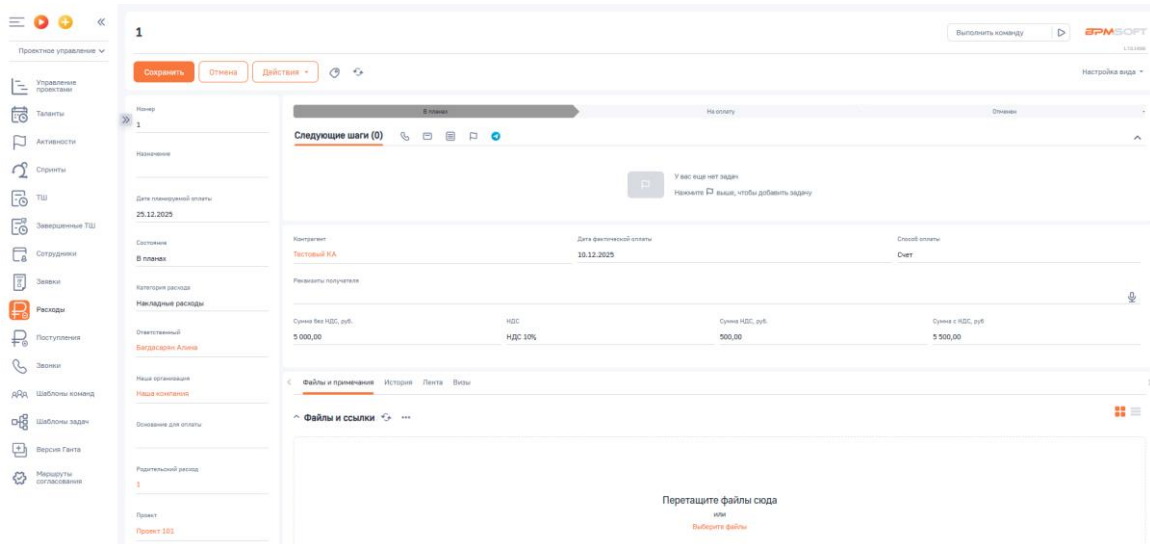 1
Выполнить команду
BPMSOFT
Проектное управление
Сохранить
Отмена
Действия
Настройка вида
Управление проектами
Таланты
Активности
Спринты
ТШ
Завершенные ТШ
Сотрудники
Заявки
Расходы
Поступления
Звонки
Шаблоны команд
Шаблоны задач
Версия Ганта
Маршруты согласования
Номер
1
Назначение
Дата планируемой оплаты
25.12.2025
Состояние
В планах
Категория расхода
Накладные расходы
Ответственный
Багдасарян Алина
Наша организация
Наша компания
Основание для оплаты
Родительский расход
1
Проект
Проект 101
В планах
На оплату
Отменен
Следующие шаги (0)
У вас еще нет задач
Нажмите выше, чтобы добавить задачу
Контрагент
Тестовый КА
Дата фактической оплаты
10.12.2025
Способ оплаты
Счет
Реквизиты получателя
Сумма без НДС, руб.
5 000,00
НДС
НДС 10%
Сумма НДС, руб.
500,00
Сумма с НДС, руб
5 500,00
Файлы и примечания История Лента Визы
Файлы и ссылки
Перетащите файлы сюда
или
Выберите файлы